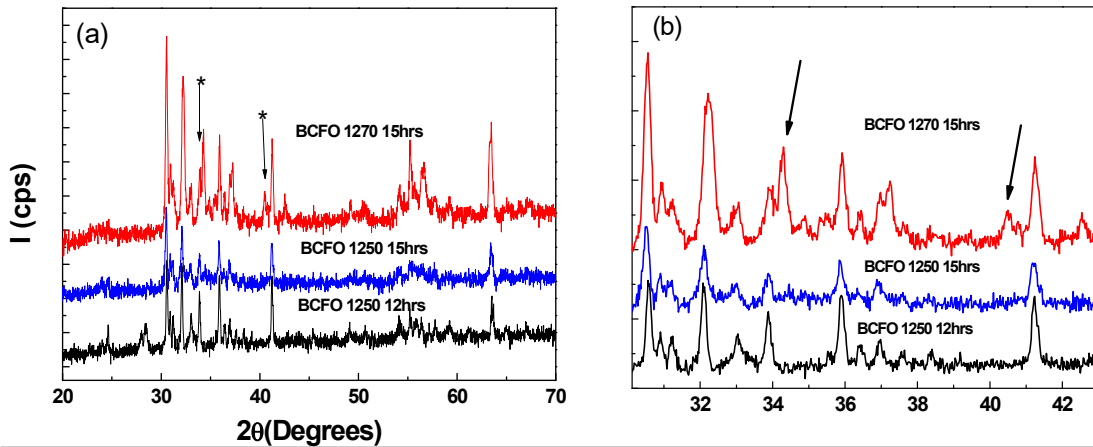 (a)
*
*
BCFO 1270 15hrs
BCFO 1250 15hrs
BCFO 1250 12hrs
I (cps)
20 30 40 50 60 70
2θ(Degrees)
(b)
BCFO 1270 15hrs
BCFO 1250 15hrs
BCFO 1250 12hrs
32 34 36 38 40 42